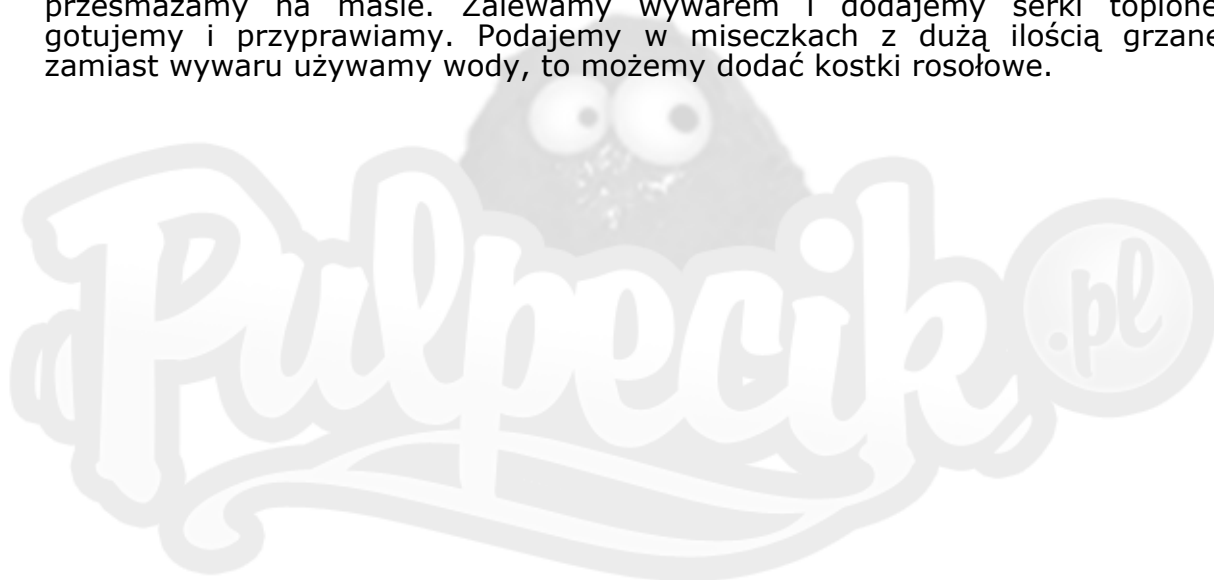 przesmażamy na maśle. Zalewamy wywarem i dodajemy serki topione
gotujemy i przyprawiamy. Podajemy w miseczkach z dużą ilością grzane
zamiast wywaru używamy wody, to możemy dodać kostki rosołowe.
Pulpecik .pl